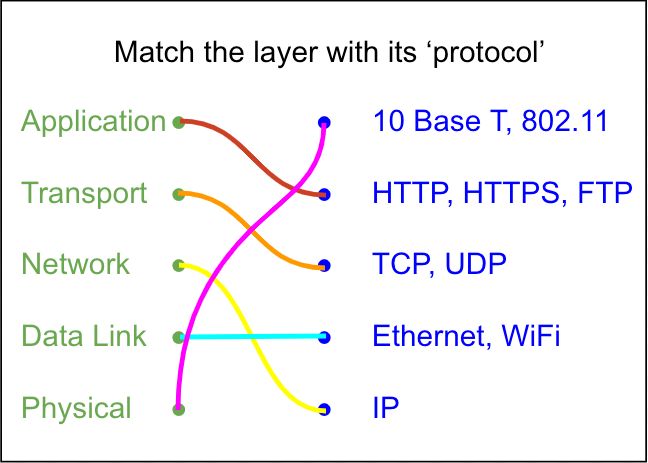 Match the layer with its ‘protocol’
Application
10 Base T, 802.11
Transport
HTTP, HTTPS, FTP
Network
TCP, UDP
Data Link
Ethernet, WiFi
Physical
IP